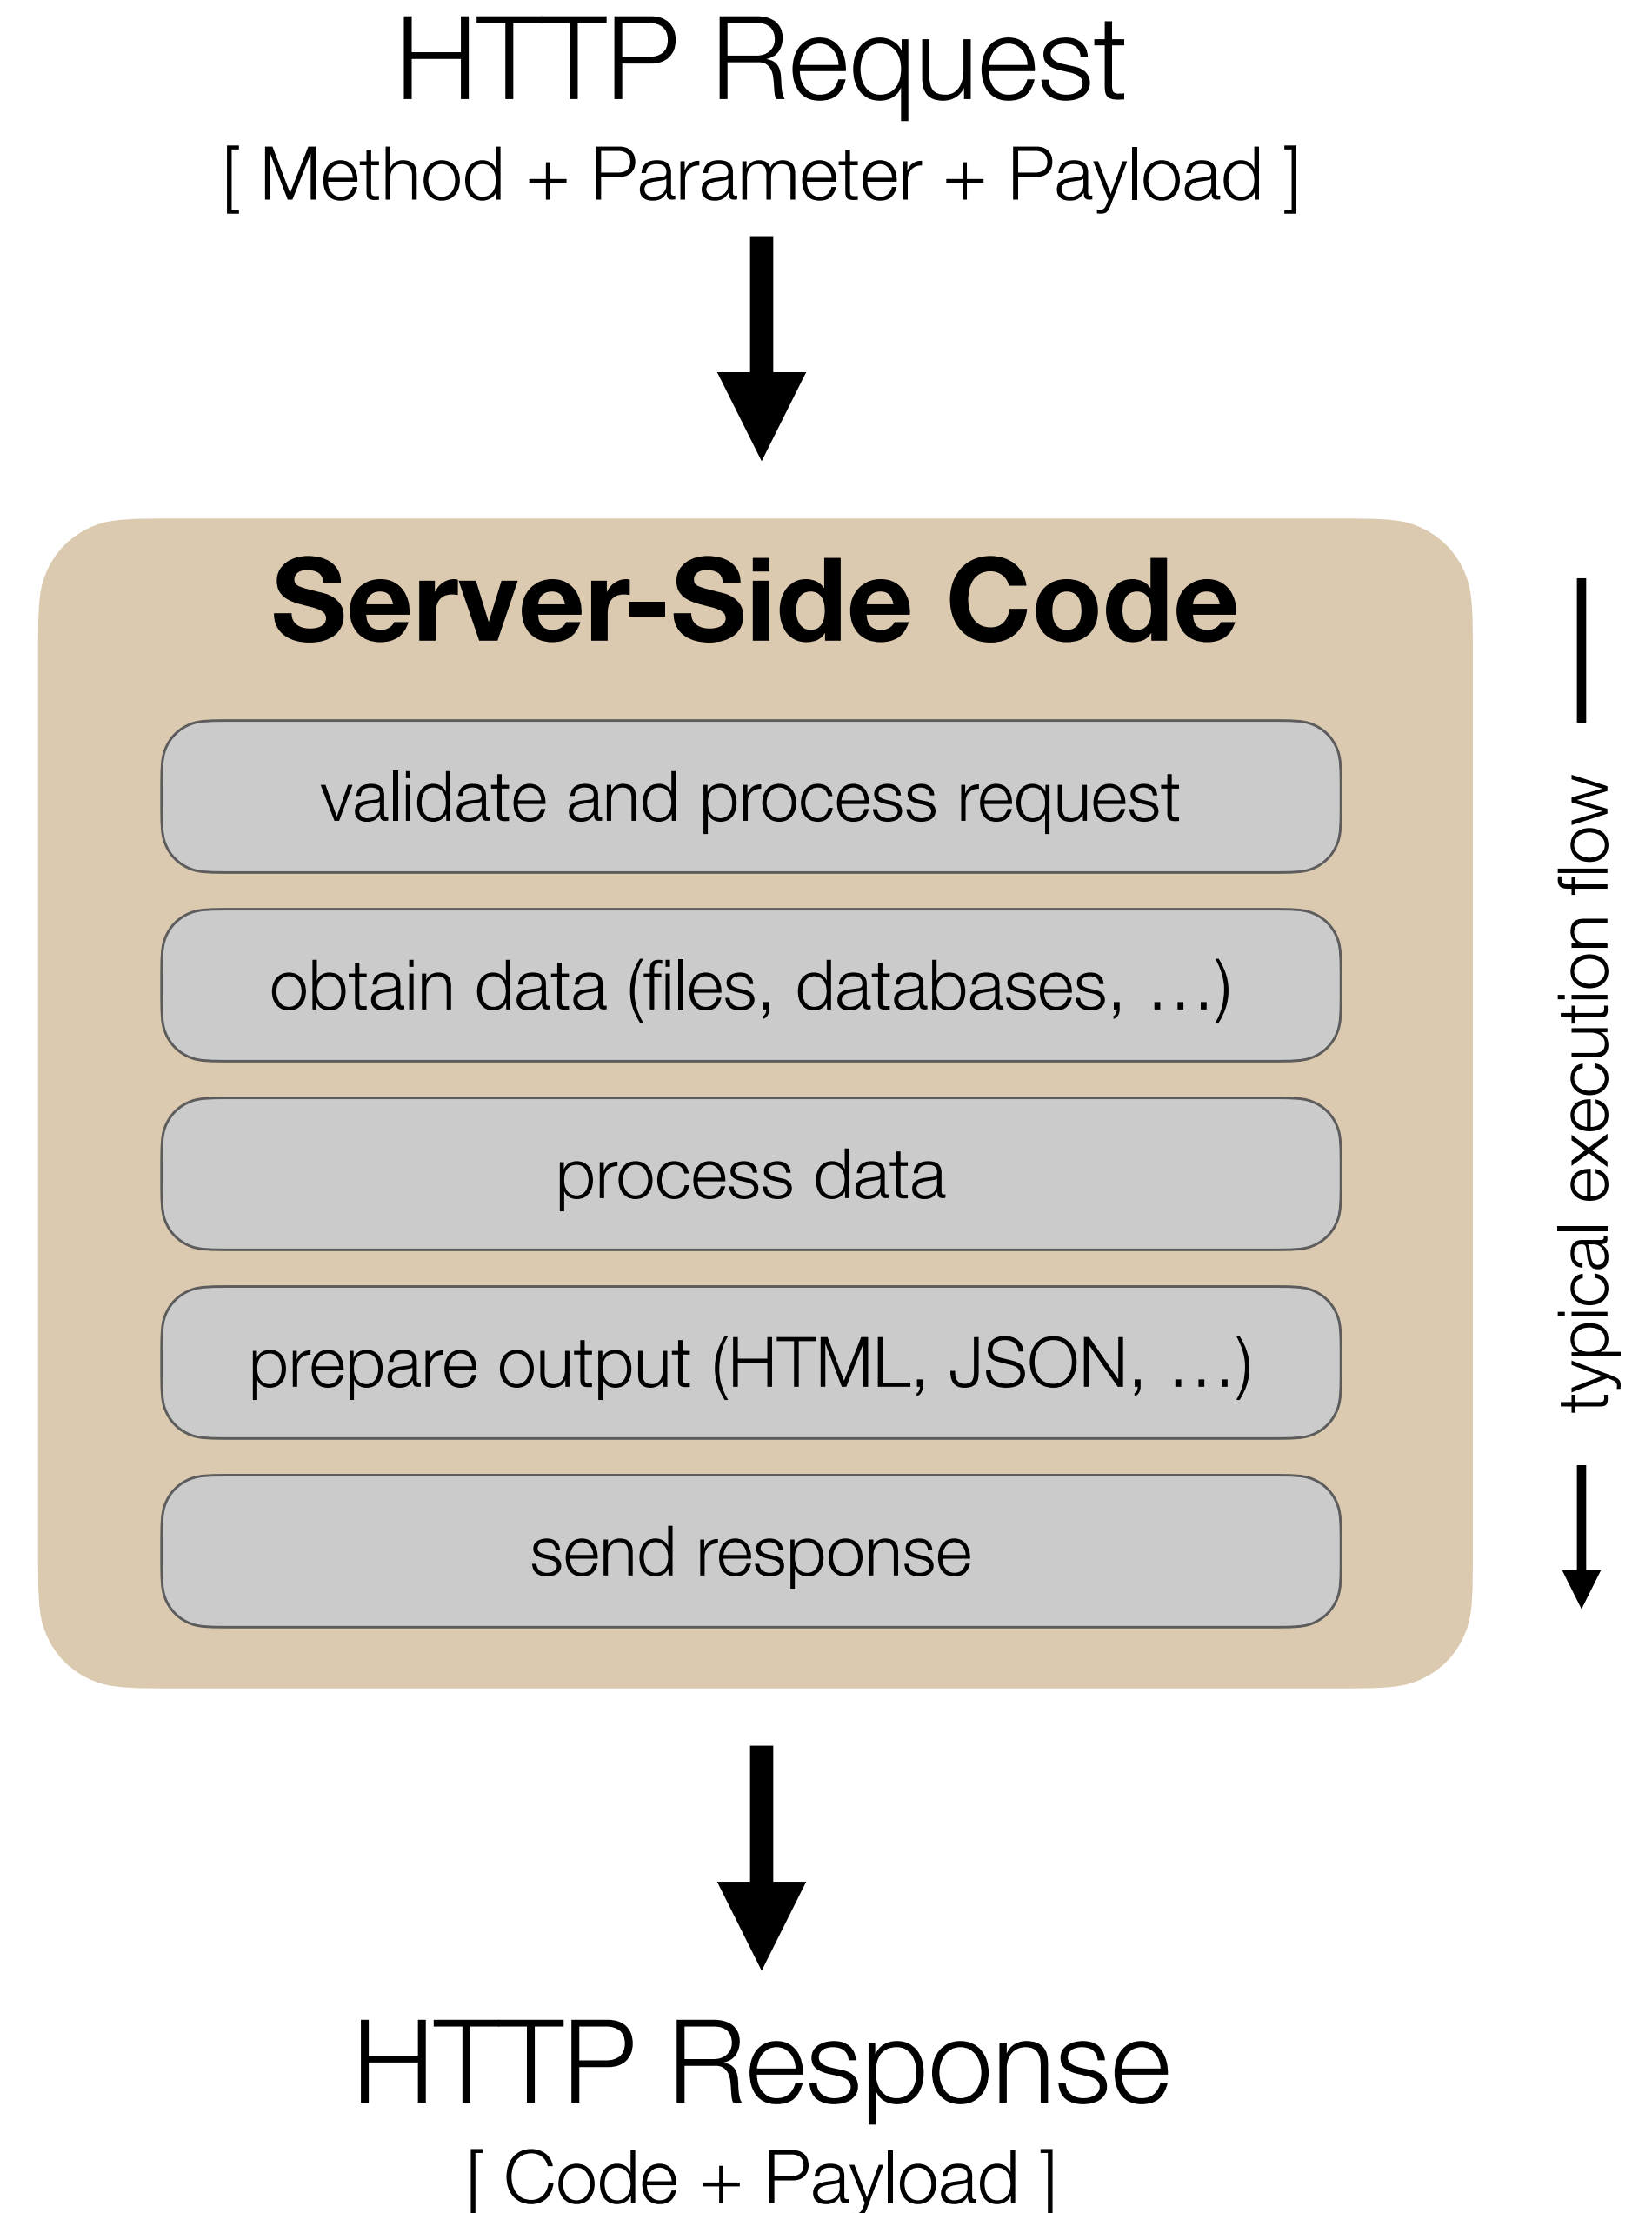 HTTP Request
[ Method + Parameter + Payload ]
Server-Side Code
validate and process request
obtain data (files, databases, …)
process data
prepare output (HTML, JSON, …)
send response
typical execution flow
HTTP Response
[ Code + Payload ]